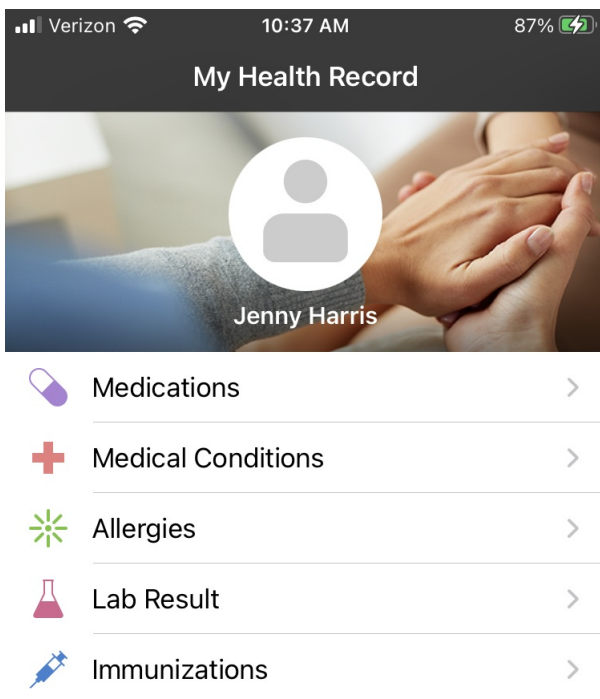 Verizon 10:37 AM 87%
My Health Record
Jenny Harris
Medications
Medical Conditions
Allergies
Lab Result
Immunizations